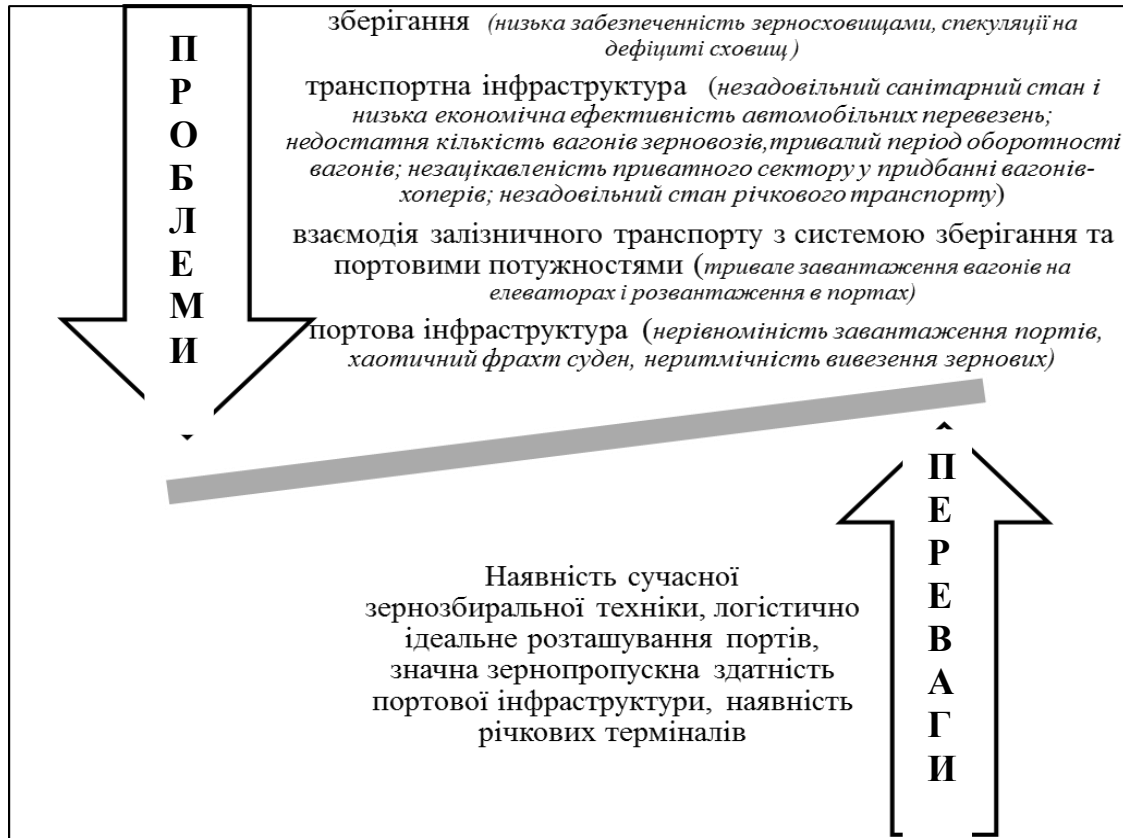 ПРОБЛЕМИ
зберігання (низька забезпеченність зерносховищами, спекуляції на
дефіциті сховищ )
транспортна інфраструктура (незадовільний санітарний стан і
низька економічна ефективність автомобільних перевезень;
недостатня кількість вагонів зерновозів,тривалий період оборотності
вагонів; незацікавленість приватного сектору у придбанні вагонів-
хоперів; незадовільний стан річкового транспорту)
взаємодія залізничного транспорту з системою зберігання та
портовими потужностями (тривале завантаження вагонів на
елеваторах і розвантаження в портах)
портова інфраструктура (нерівноміність завантаження портів,
хаотичний фрахт суден, неритмічність вивезення зернових)
Наявність сучасної
зернозбиральної техніки, логістично
ідеальне розташування портів,
значна зернопропускна здатність
портової інфраструктури, наявність
річкових терміналів
ПЕРЕВАГИ